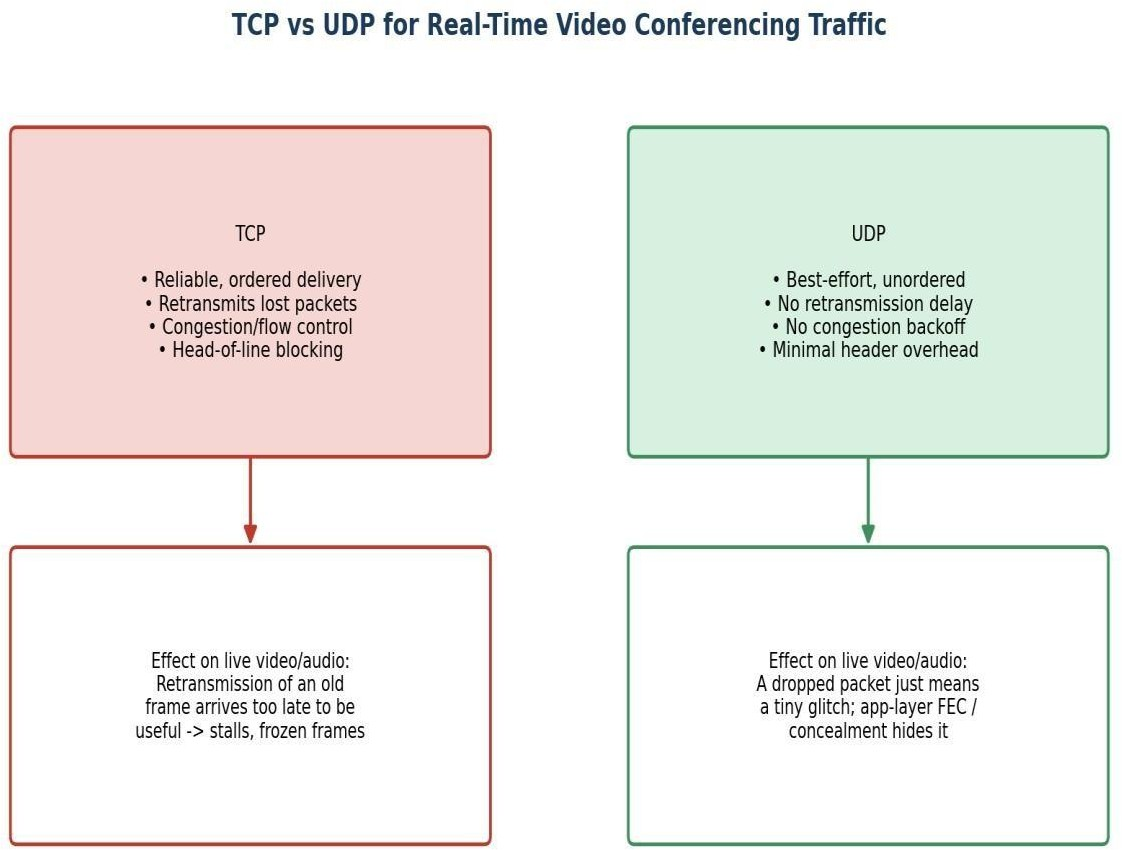 TCP vs UDP for Real-Time Video Conferencing Traffic
TCP
• Reliable, ordered delivery
• Retransmits lost packets
• Congestion/flow control
• Head-of-line blocking
UDP
• Best-effort, unordered
• No retransmission delay
• No congestion backoff
• Minimal header overhead
Effect on live video/audio:
Retransmission of an old
frame arrives too late to be
useful -> stalls, frozen frames
Effect on live video/audio:
A dropped packet just means
a tiny glitch; app-layer FEC /
concealment hides it